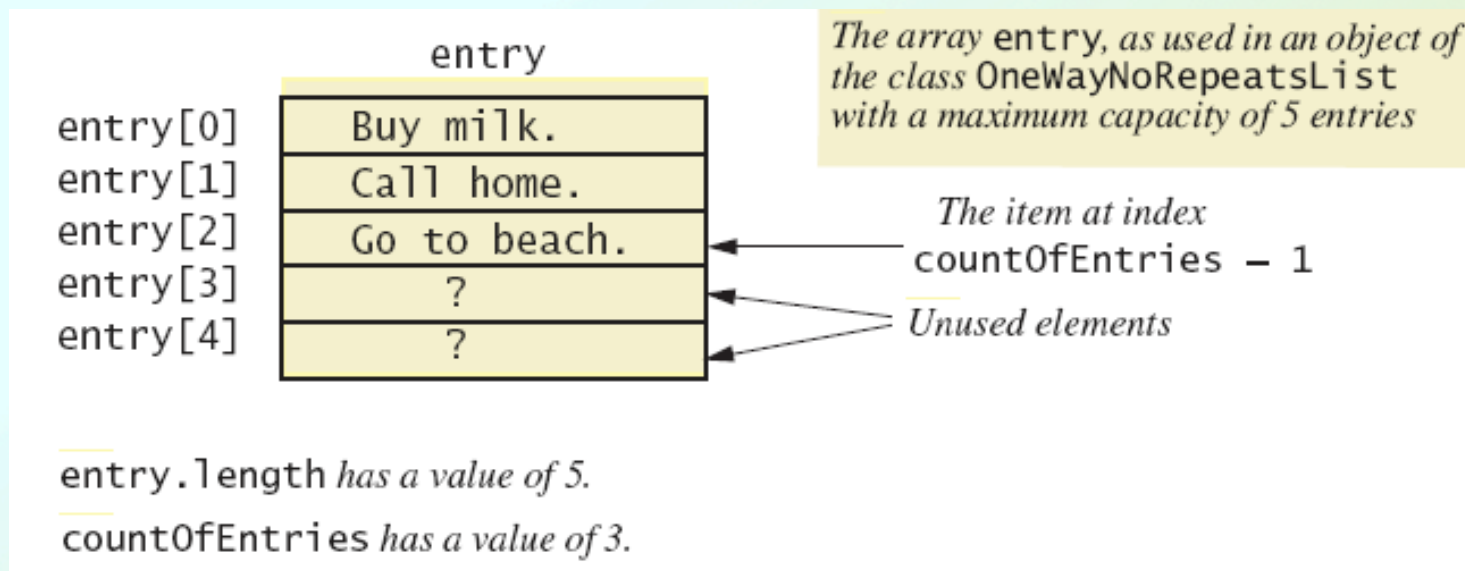 entry
The array entry, as used in an object of
the class OneWayNoRepeatsList
with a maximum capacity of 5 entries
entry[0] Buy milk.
entry[1] Call home.
entry[2] Go to beach.
entry[3] ?
entry[4] ?
The item at index
countOfEntries – 1
Unused elements
entry.length has a value of 5.
countOfEntries has a value of 3.